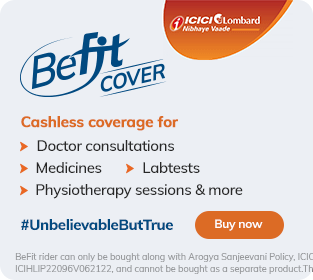 ICICI Lombard
Nibhaye Vaade
Befit
COVER
Cashless coverage for
Doctor consultations
Medicines Labtests
Physiotherapy sessions & more
#UnbelievableButTrue Buy now
BeFit rider can only be bought along with Arogya Sanjeevani Policy, ICIC
ICIHLIP22096V062122, and cannot be bought as a separate product.Th